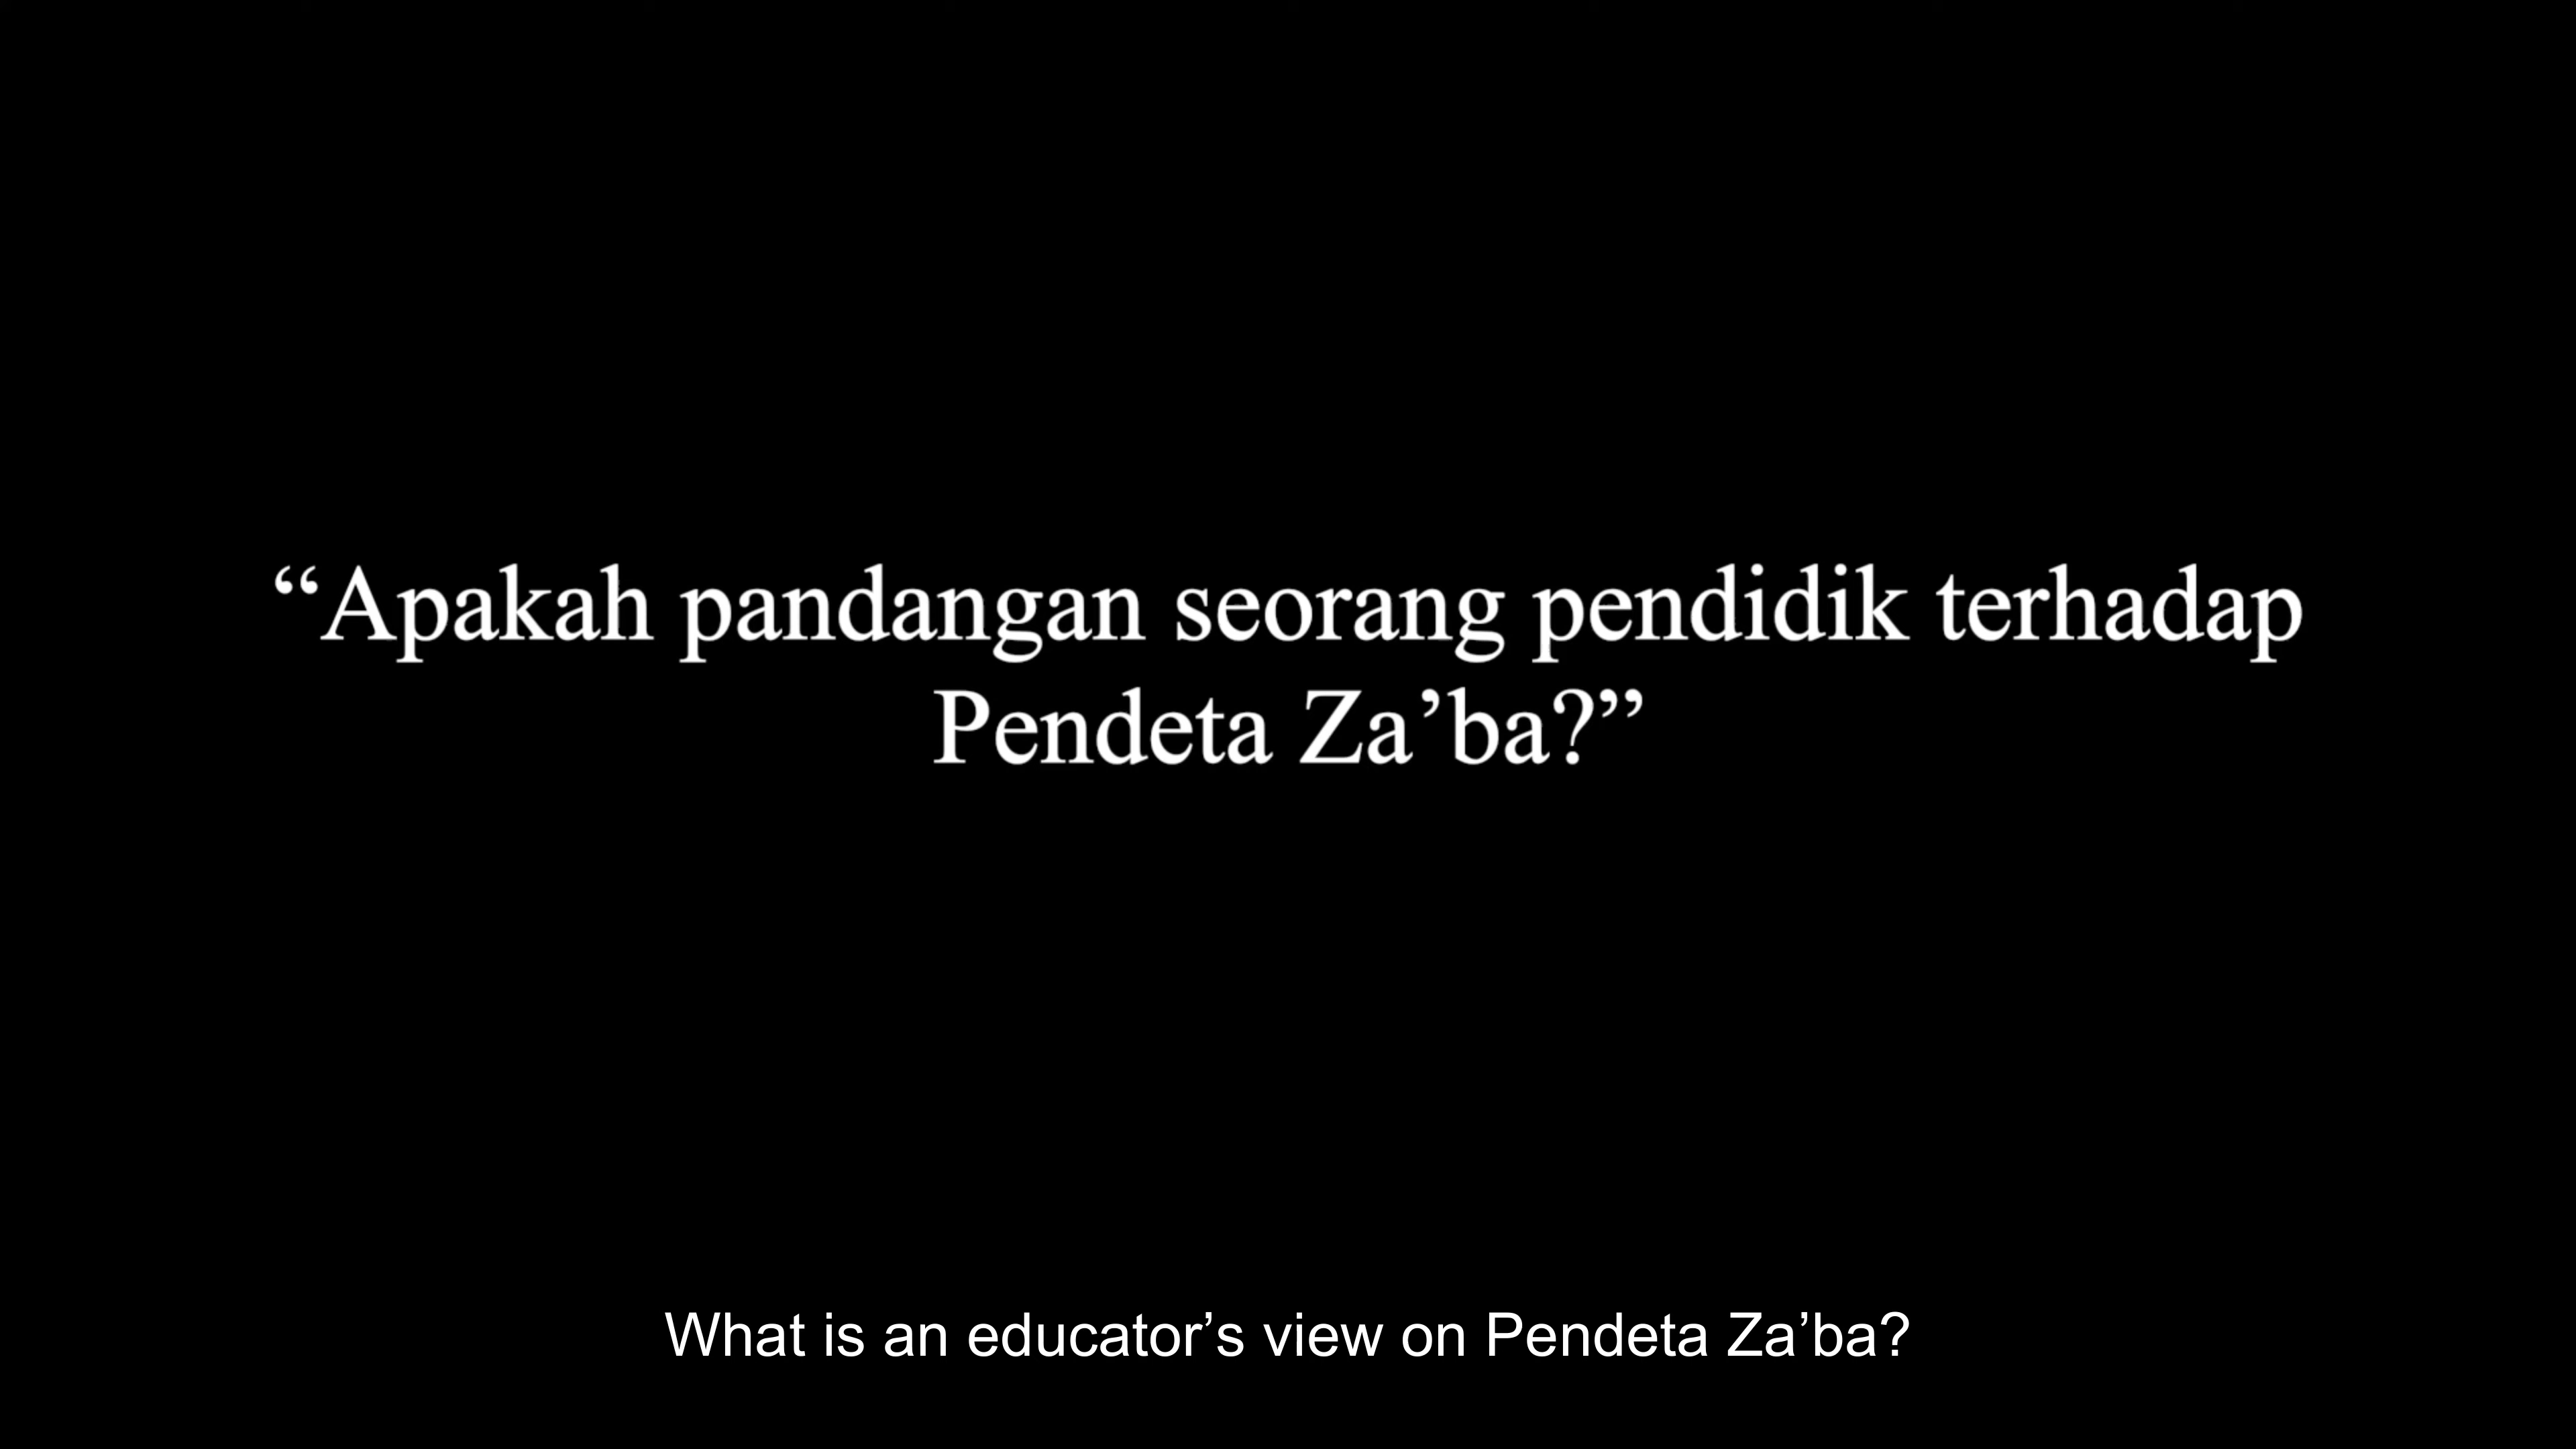 “Apakah pandangan seorang pendidik terhadap
Pendeta Za’ba?”
What is an educator’s view on Pendeta Za’ba?